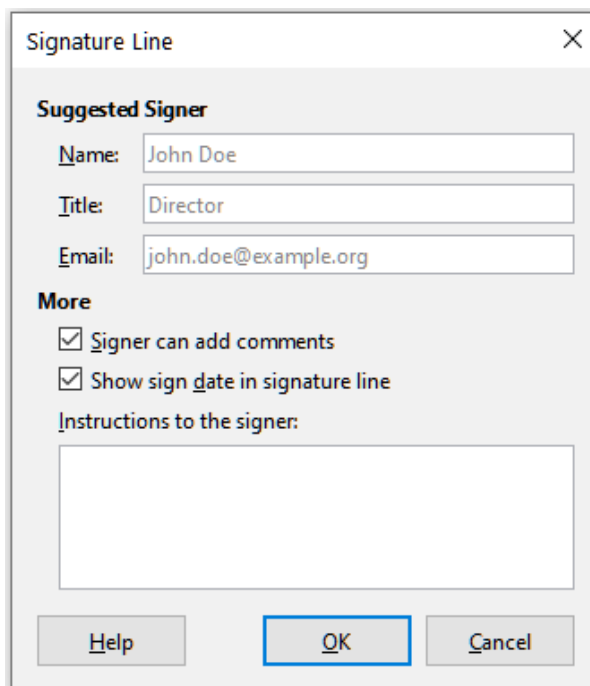 Signature Line
Suggested Signer
Name: John Doe
Title: Director
Email: john.doe@example.org
More
Signer can add comments
Show sign date in signature line
Instructions to the signer:
Help OK Cancel